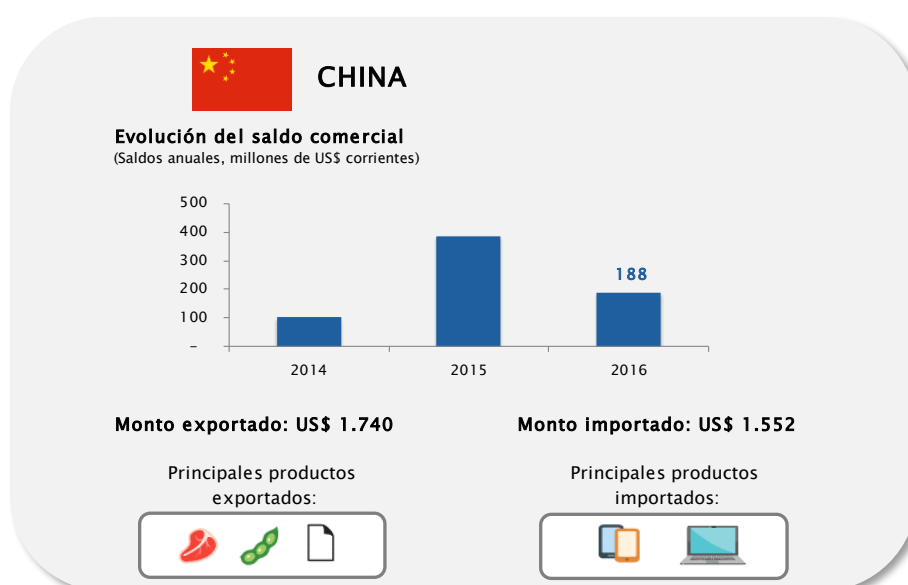 CHINA
Evolución del saldo comercial
(Saldos anuales, millones de US$ corrientes)
500
400
300
200
100
–
188
2014
2015
2016
Monto exportado: US$ 1.740
Monto importado: US$ 1.552
Principales productos
exportados:
Principales productos
importados: